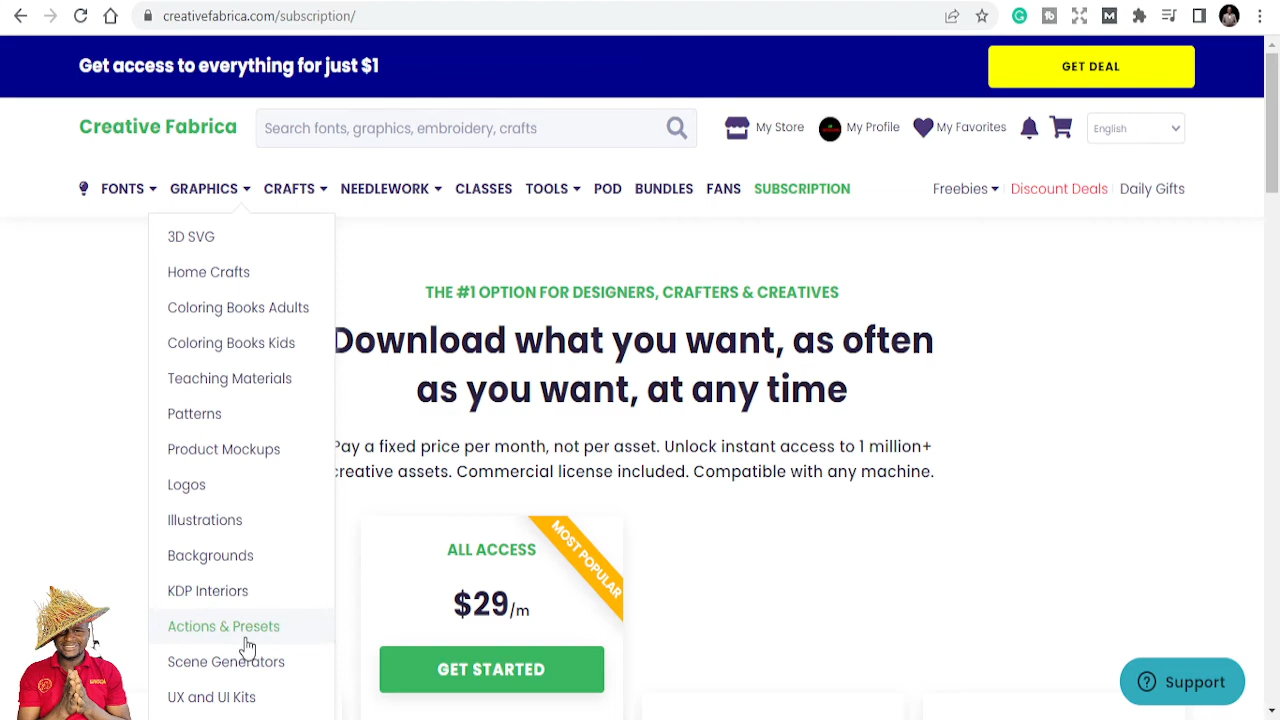 creativefabrica.com/subscription/
Get access to everything for just $1
GET DEAL
Creative Fabrica
Search fonts, graphics, embroidery, crafts
My Store
My Profile
My Favorites
English
FONTS
GRAPHICS
CRAFTS
NEEDLEWORK
CLASSES
TOOLS
POD
BUNDLES
FANS
SUBSCRIPTION
Freebies
Discount Deals
Daily Gifts
3D SVG
Home Crafts
Coloring Books Adults
Coloring Books Kids
Teaching Materials
Patterns
Product Mockups
Logos
Illustrations
Backgrounds
KDP Interiors
Actions & Presets
Scene Generators
UX and UI Kits
THE #1 OPTION FOR DESIGNERS, CRAFTERS & CREATIVES
Download what you want, as often
as you want, at any time
Pay a fixed price per month, not per asset. Unlock instant access to 1 million+
creative assets. Commercial license included. Compatible with any machine.
MOST POPULAR
ALL ACCESS
$29/m
GET STARTED
Support